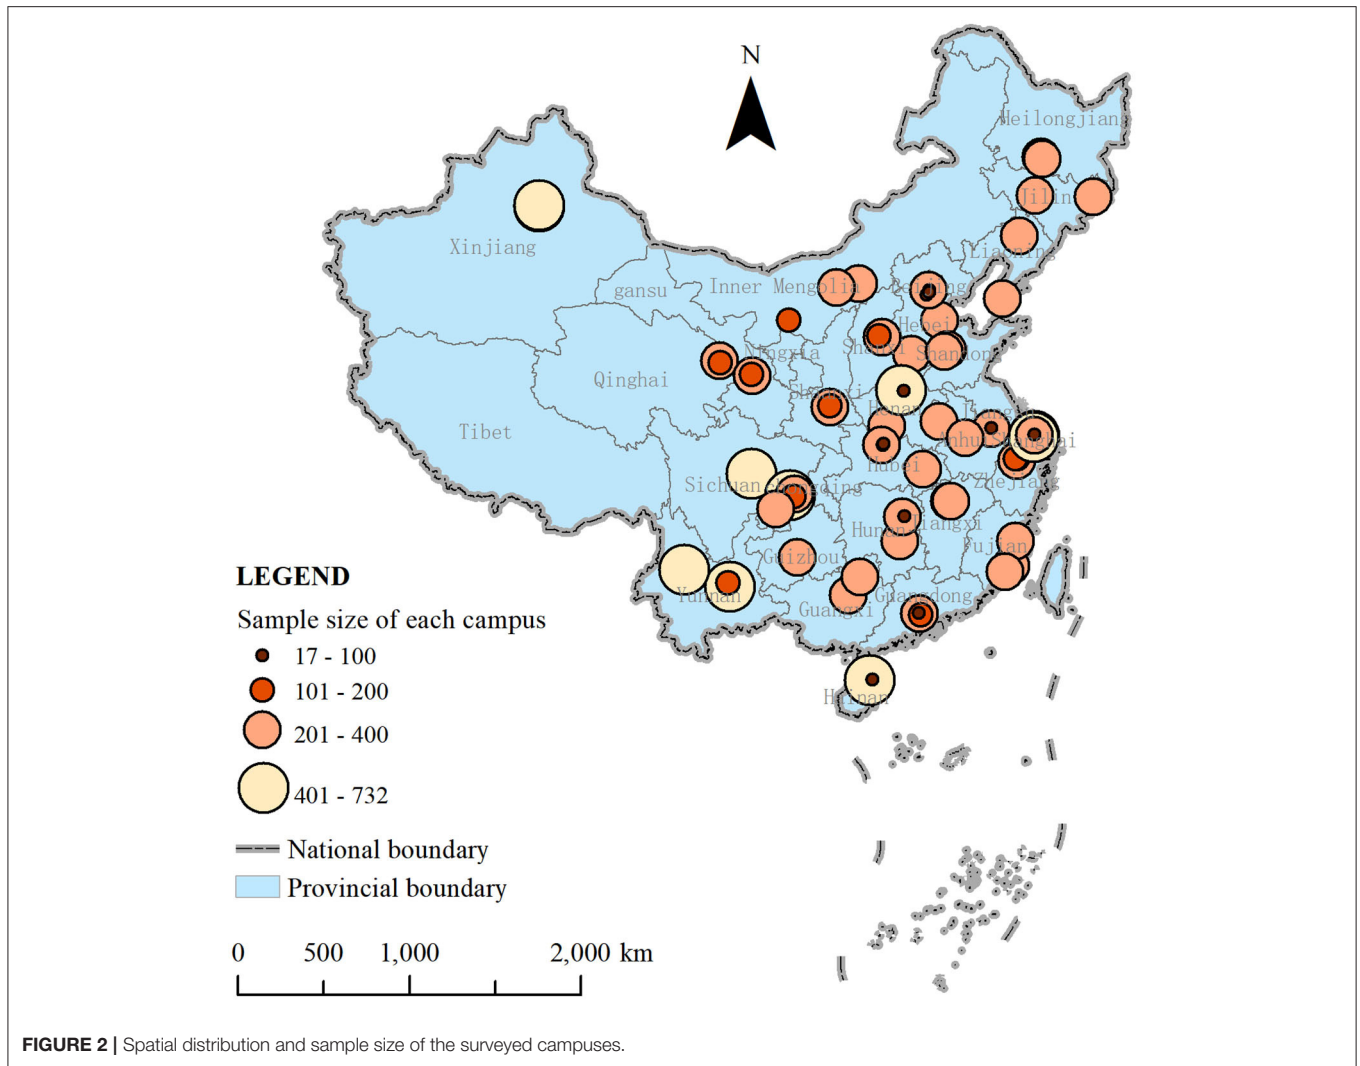 N
Heilongjiang
Jilin
Liaoning
Xinjiang
gansu
Inner Mengolia
Beijing
Hebei
Ningxia
Shanxi
Shandong
Qinghai
Shannxi
Henan
Jiangsu
Tibet
Anhui
Shanghai
Hubei
Sichuan
Chongqing
Zhejiang
Hunan
Jiangxi
Fujian
Guizhou
Yunnan
Guangxi
Guangdong
Hainan
LEGEND
Sample size of each campus
17 - 100
101 - 200
201 - 400
401 - 732
National boundary
Provincial boundary
0 500 1,000 2,000 km
FIGURE 2 | Spatial distribution and sample size of the surveyed campuses.